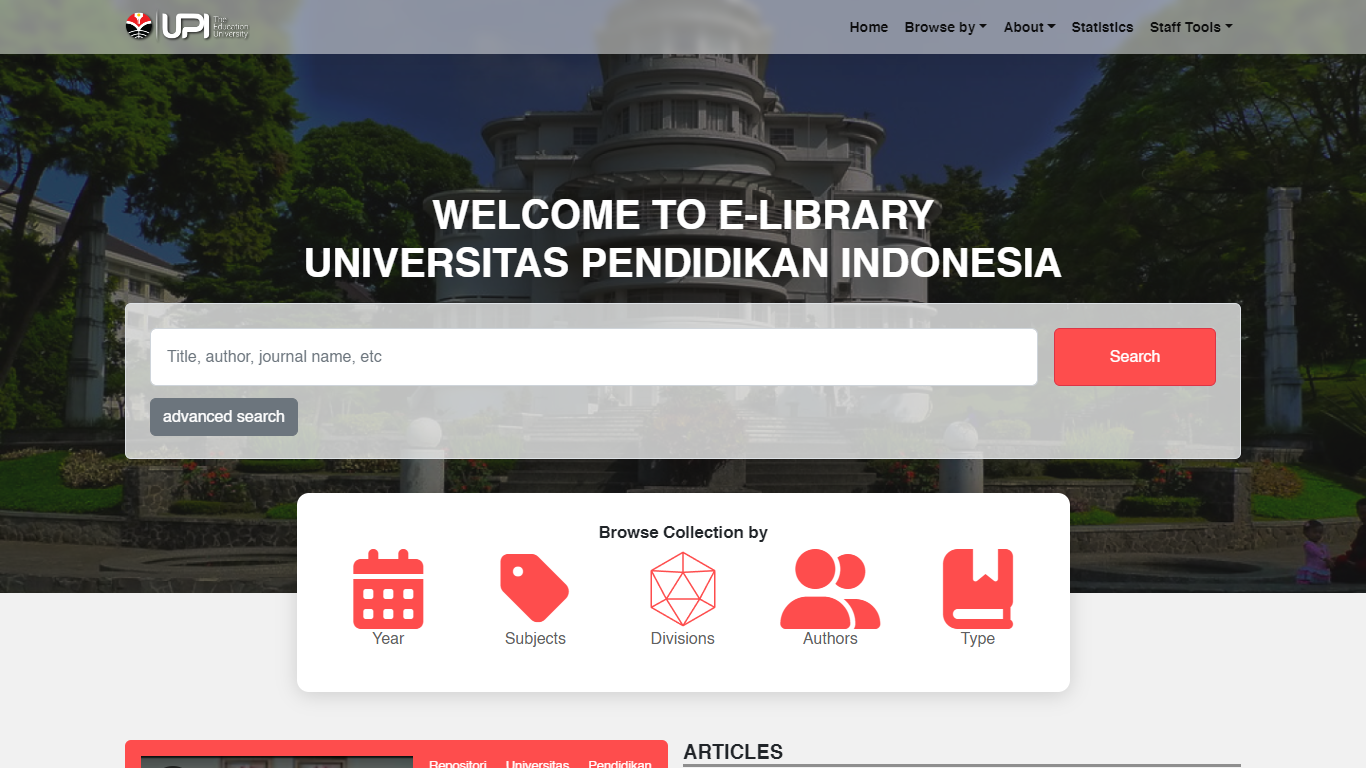 UPI The Education University
Home Browse by About Statistics Staff Tools
WELCOME TO E-LIBRARY
UNIVERSITAS PENDIDIKAN INDONESIA
Title, author, journal name, etc
Search
advanced search
Browse Collection by
Year Subjects Divisions Authors Type
Repositori Universitas Pendidikan
ARTICLES